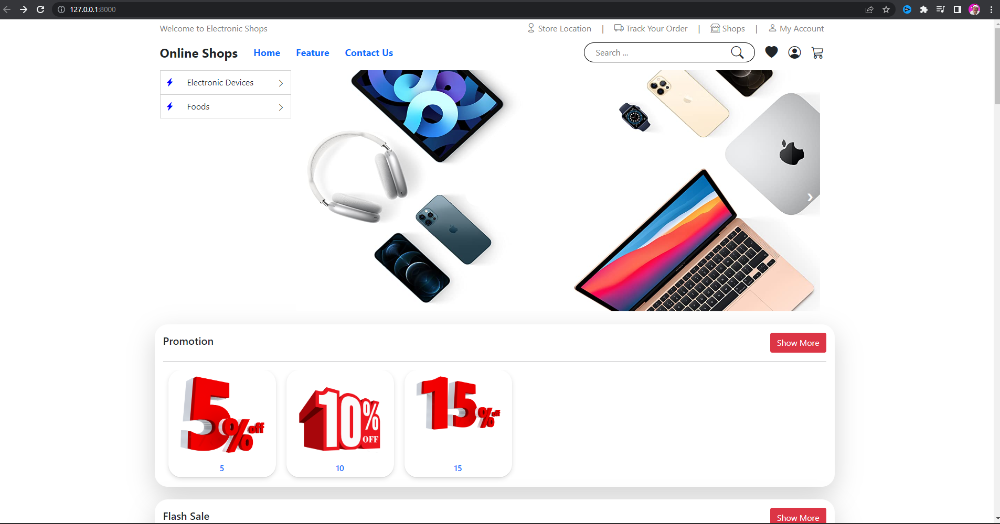 127.0.0.1:8000
Welcome to Electronic Shops
Store Location | Track Your Order | Shops | My Account
Online Shops Home Feature Contact Us
Search ...
Electronic Devices
Foods
Promotion
Show More
5% off
10% OFF
15% off
5
10
15
Flash Sale
Show More